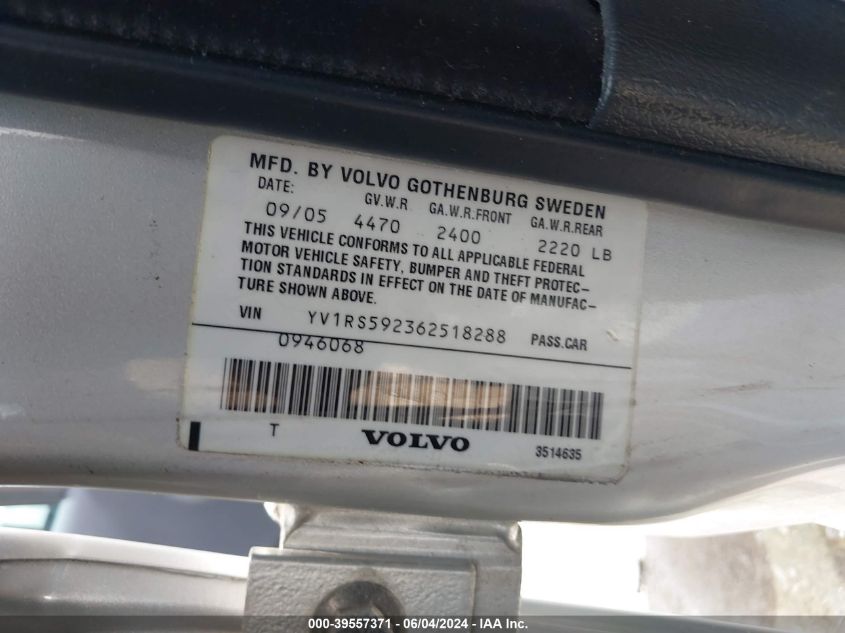 MFD. BY VOLVO GOTHENBURG SWEDEN
DATE: GV.W.R GA.W.R.FRONT GA.W.R.REAR
09/05 4470 2400 2220 LB
THIS VEHICLE CONFORMS TO ALL APPLICABLE FEDERAL
MOTOR VEHICLE SAFETY, BUMPER AND THEFT PROTEC-
TION STANDARDS IN EFFECT ON THE DATE OF MANUFAC-
TURE SHOWN ABOVE.
VIN YV1RS592362518288 PASS.CAR
0946068
T VOLVO 3514635
000-39557371 - 06/04/2024 - IAA Inc.